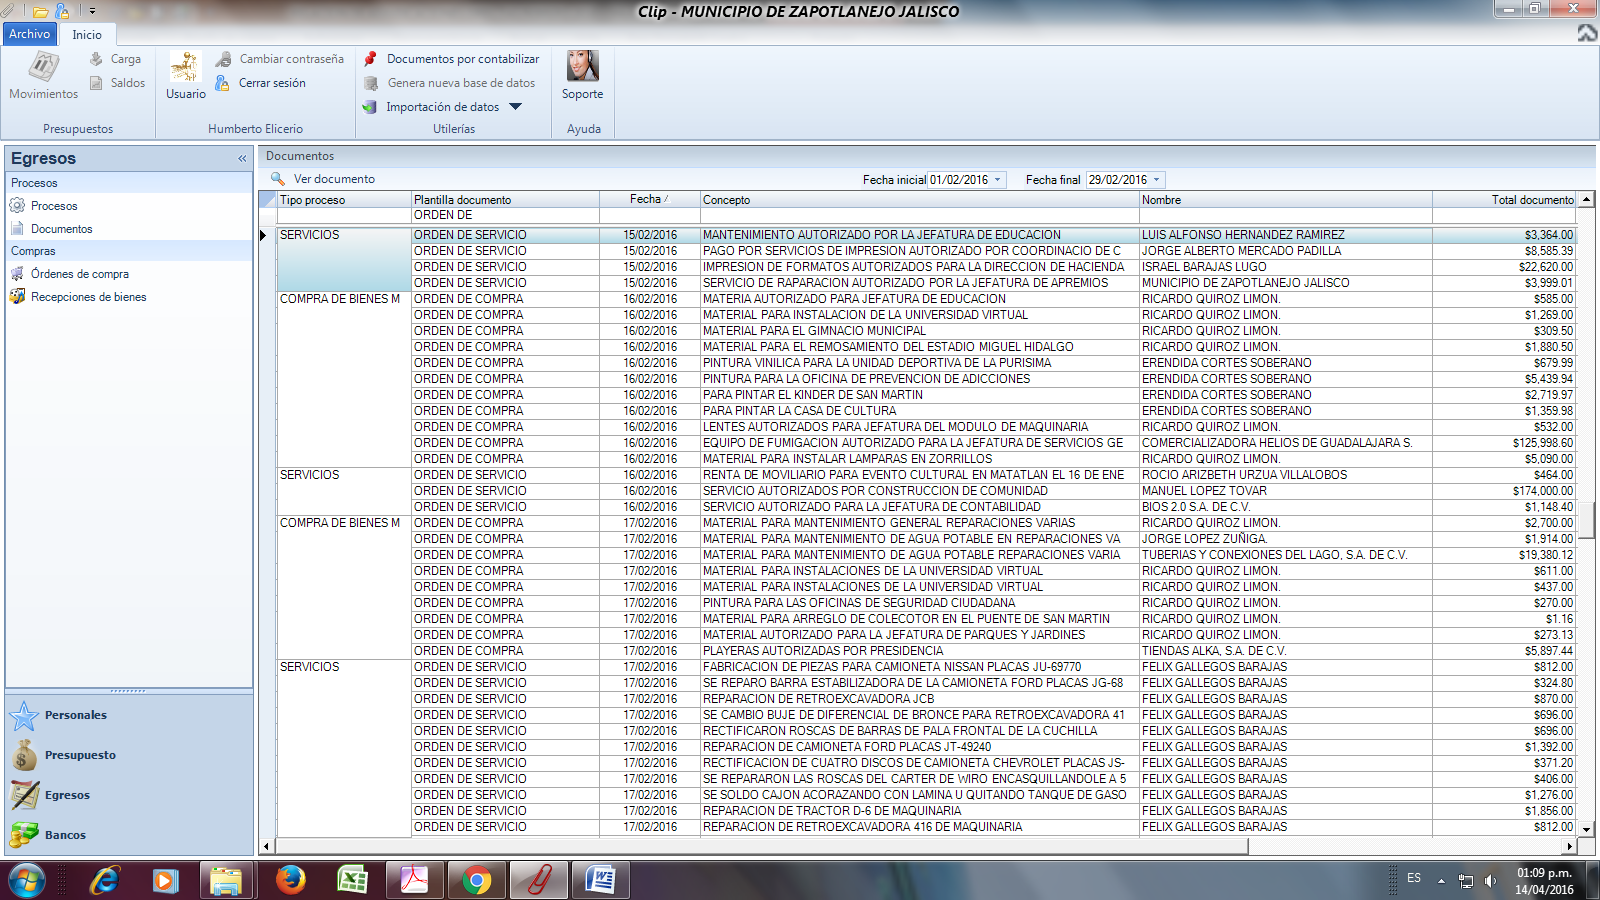 Clip - MUNICIPIO DE ZAPOTLANEJO JALISCO
Archivo Inicio
Movimientos Carga Saldos Presupuestos
Usuario Cambiar contraseña Cerrar sesión Humberto Elicerio
Documentos por contabilizar
Genera nueva base de datos
Importación de datos
Utilerías
Soporte
Ayuda
Egresos «
Procesos
Procesos
Documentos
Compras
Órdenes de compra
Recepciones de bienes
Personales
Presupuesto
Egresos
Bancos
Documentos
Ver documento Fecha inicial 01/02/2016 Fecha final 29/02/2016
Tipo proceso Plantilla documento Fecha / Concepto Nombre Total documento
ORDEN DE
SERVICIOS ORDEN DE SERVICIO 15/02/2016 MANTENIMIENTO AUTORIZADO POR LA JEFATURA DE EDUCACION LUIS ALFONSO HERNANDEZ RAMIREZ $3,364.00
ORDEN DE SERVICIO 15/02/2016 PAGO POR SERVICIOS DE IMPRESION AUTORIZADO POR COORDINACIO DE C JORGE ALBERTO MERCADO PADILLA $8,585.39
ORDEN DE SERVICIO 15/02/2016 IMPRESION DE FORMATOS AUTORIZADOS PARA LA DIRECCION DE HACIENDA ISRAEL BARAJAS LUGO $22,620.00
ORDEN DE SERVICIO 15/02/2016 SERVICIO DE RAPARACION AUTORIZADO POR LA JEFATURA DE APREMIOS MUNICIPIO DE ZAPOTLANEJO JALISCO $3,999.01
COMPRA DE BIENES M ORDEN DE COMPRA 16/02/2016 MATERIA AUTORIZADO PARA JEFATURA DE EDUCACION RICARDO QUIROZ LIMON. $585.00
ORDEN DE COMPRA 16/02/2016 MATERIAL PARA INSTALACION DE LA UNIVERSIDAD VIRTUAL RICARDO QUIROZ LIMON. $1,269.00
ORDEN DE COMPRA 16/02/2016 MATERIAL PARA EL GIMNACIO MUNICIPAL RICARDO QUIROZ LIMON. $309.50
ORDEN DE COMPRA 16/02/2016 MATERIAL PARA EL REMOSAMIENTO DEL ESTADIO MIGUEL HIDALGO RICARDO QUIROZ LIMON. $1,880.50
ORDEN DE COMPRA 16/02/2016 PINTURA VINILICA PARA LA UNIDAD DEPORTIVA DE LA PURISIMA ERENDIDA CORTES SOBERANO $679.99
ORDEN DE COMPRA 16/02/2016 PINTURA PARA LA OFICINA DE PREVENCION DE ADICCIONES ERENDIDA CORTES SOBERANO $5,439.94
ORDEN DE COMPRA 16/02/2016 PARA PINTAR EL KINDER DE SAN MARTIN ERENDIDA CORTES SOBERANO $2,719.97
ORDEN DE COMPRA 16/02/2016 PARA PINTAR LA CASA DE CULTURA ERENDIDA CORTES SOBERANO $1,359.98
ORDEN DE COMPRA 16/02/2016 LENTES AUTORIZADOS PARA JEFATURA DEL MODULO DE MAQUINARIA RICARDO QUIROZ LIMON. $532.00
ORDEN DE COMPRA 16/02/2016 EQUIPO DE FUMIGACION AUTORIZADO PARA LA JEFATURA DE SERVICIOS GE COMERCIALIZADORA HELIOS DE GUADALAJARA S. $125,998.60
ORDEN DE COMPRA 16/02/2016 MATERIAL PARA INSTALAR LAMPARAS EN ZORRILLOS RICARDO QUIROZ LIMON. $5,090.00
SERVICIOS ORDEN DE SERVICIO 16/02/2016 RENTA DE MOVILIARIO PARA EVENTO CULTURAL EN MATATLAN EL 16 DE ENE ROCIO ARIZBETH URZUA VILLALOBOS $464.00
ORDEN DE SERVICIO 16/02/2016 SERVICIO AUTORIZADOS POR CONSTRUCCION DE COMUNIDAD MANUEL LOPEZ TOVAR $174,000.00
ORDEN DE SERVICIO 16/02/2016 SERVICIO AUTORIZADO PARA LA JEFATURA DE CONTABILIDAD BIOS 2.0 S.A. DE C.V. $1,148.40
COMPRA DE BIENES M ORDEN DE COMPRA 17/02/2016 MATERIAL PARA MANTENIMIENTO GENERAL REPARACIONES VARIAS RICARDO QUIROZ LIMON. $2,700.00
ORDEN DE COMPRA 17/02/2016 MATERIAL PARA MANTENIMIENTO DE AGUA POTABLE EN REPARACIONES VA JORGE LOPEZ ZUÑIGA. $1,914.00
ORDEN DE COMPRA 17/02/2016 MATERIAL PARA MANTENIMIENTO DE AGUA POTABLE REPARACIONES VARIA TUBERIAS Y CONEXIONES DEL LAGO, S.A. DE C.V. $19,380.12
ORDEN DE COMPRA 17/02/2016 MATERIAL PARA INSTALACIONES DE LA UNIVERSIDAD VIRTUAL RICARDO QUIROZ LIMON. $611.00
ORDEN DE COMPRA 17/02/2016 MATERIAL PARA INSTALACIONES DE LA UNIVERSIDAD VIRTUAL RICARDO QUIROZ LIMON. $437.00
ORDEN DE COMPRA 17/02/2016 PINTURA PARA LAS OFICINAS DE SEGURIDAD CIUDADANA RICARDO QUIROZ LIMON. $270.00
ORDEN DE COMPRA 17/02/2016 MATERIAL PARA ARREGLO DE COLECOTOR EN EL PUENTE DE SAN MARTIN RICARDO QUIROZ LIMON. $1.16
ORDEN DE COMPRA 17/02/2016 MATERIAL AUTORIZADO PARA LA JEFATURA DE PARQUES Y JARDINES RICARDO QUIROZ LIMON. $273.13
ORDEN DE COMPRA 17/02/2016 PLAYERAS AUTORIZADAS POR PRESIDENCIA TIENDAS ALKA, S.A. DE C.V. $5,897.44
SERVICIOS ORDEN DE SERVICIO 17/02/2016 FABRICACION DE PIEZAS PARA CAMIONETA NISSAN PLACAS JU-69770 FELIX GALLEGOS BARAJAS $812.00
ORDEN DE SERVICIO 17/02/2016 SE REPARO BARRA ESTABILIZADORA DE LA CAMIONETA FORD PLACAS JG-68 FELIX GALLEGOS BARAJAS $324.80
ORDEN DE SERVICIO 17/02/2016 REPARACION DE RETROEXCAVADORA JCB FELIX GALLEGOS BARAJAS $870.00
ORDEN DE SERVICIO 17/02/2016 SE CAMBIO BUJE DE DIFERENCIAL DE BRONCE PARA RETROEXCAVADORA 41 FELIX GALLEGOS BARAJAS $696.00
ORDEN DE SERVICIO 17/02/2016 RECTIFICARON ROSCAS DE BARRAS DE PALA FRONTAL DE LA CUCHILLA FELIX GALLEGOS BARAJAS $696.00
ORDEN DE SERVICIO 17/02/2016 REPARACION DE CAMIONETA FORD PLACAS JT-49240 FELIX GALLEGOS BARAJAS $1,392.00
ORDEN DE SERVICIO 17/02/2016 RECTIFICACION DE CUATRO DISCOS DE CAMIONETA CHEVROLET PLACAS JS- FELIX GALLEGOS BARAJAS $371.20
ORDEN DE SERVICIO 17/02/2016 SE REPARARON LAS ROSCAS DEL CARTER DE WIRO ENCASQUILLANDOLE A 5 FELIX GALLEGOS BARAJAS $406.00
ORDEN DE SERVICIO 17/02/2016 SE SOLDO CAJON ACORAZANDO CON LAMINA U QUITANDO TANQUE DE GASO FELIX GALLEGOS BARAJAS $1,276.00
ORDEN DE SERVICIO 17/02/2016 REPARACION DE TRACTOR D-6 DE MAQUINARIA FELIX GALLEGOS BARAJAS $1,856.00
ORDEN DE SERVICIO 17/02/2016 REPARACION DE RETROEXCAVADORA 416 DE MAQUINARIA FELIX GALLEGOS BARAJAS $812.00
ES 01:09 p.m.
14/04/2016